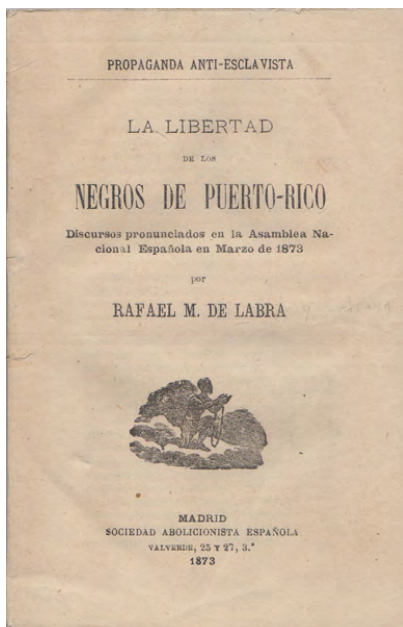 PROPAGANDA ANTI-ESCLAVISTA
LA LIBERTAD
DE LOS
NEGROS DE PUERTO-RICO
Discursos pronunciados en la Asamblea Na-
cional Española en Marzo de 1873
por
RAFAEL M. DE LABRA
MADRID
SOCIEDAD ABOLICIONISTA ESPAÑOLA
VALVERDE, 25 Y 27, 3.º
1873